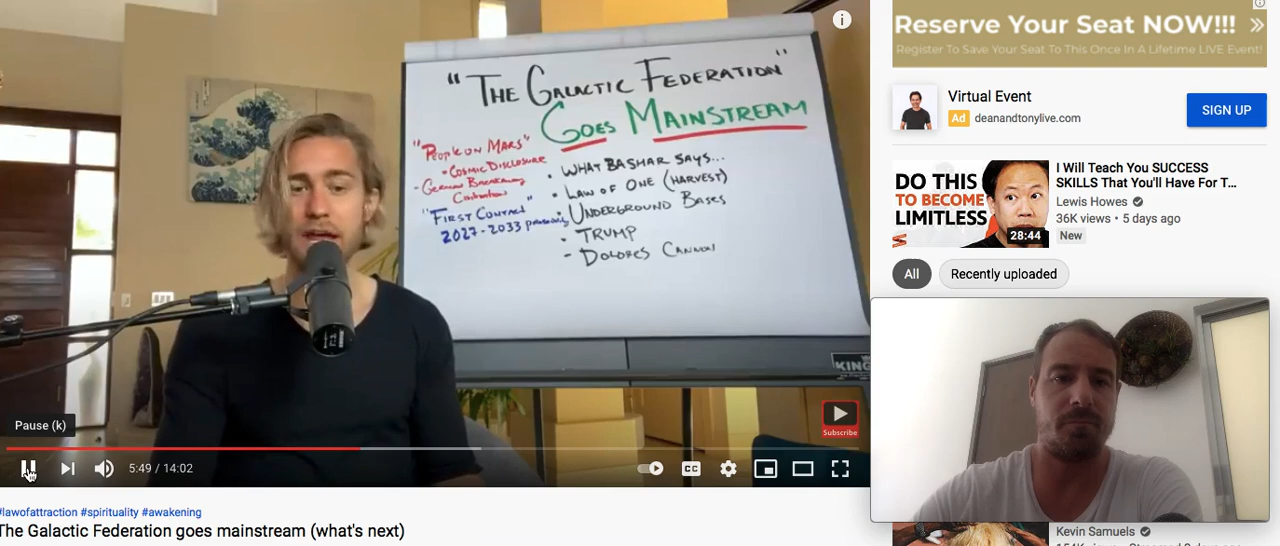 "THE GALACTIC FEDERATION"
GOES MAINSTREAM
"PEOPLE ON MARS"
• COSMIC DISCLOSURE
- GERMAN BREAKAWAY
"FIRST CONTACT"
2027-2033
• WHAT BASHAR SAYS...
• LAW OF ONE (HARVEST)
• UNDERGROUND BASES
• TRUMP
- DOLORES CANNON
KING
Subscribe
Pause (k)
5:49 / 14:02
CC
#lawofattraction #spirituality #awakening
The Galactic Federation goes mainstream (what's next)
Reserve Your Seat NOW!!!
Register To Save Your Seat To This Once In A Lifetime LIVE Event!
Virtual Event
Ad deanandtonylive.com
SIGN UP
DO THIS
TO BECOME
LIMITLESS
28:44
I Will Teach You SUCCESS
SKILLS That You'll Have For T...
Lewis Howes
36K views • 5 days ago
New
All
Recently uploaded
Kevin Samuels